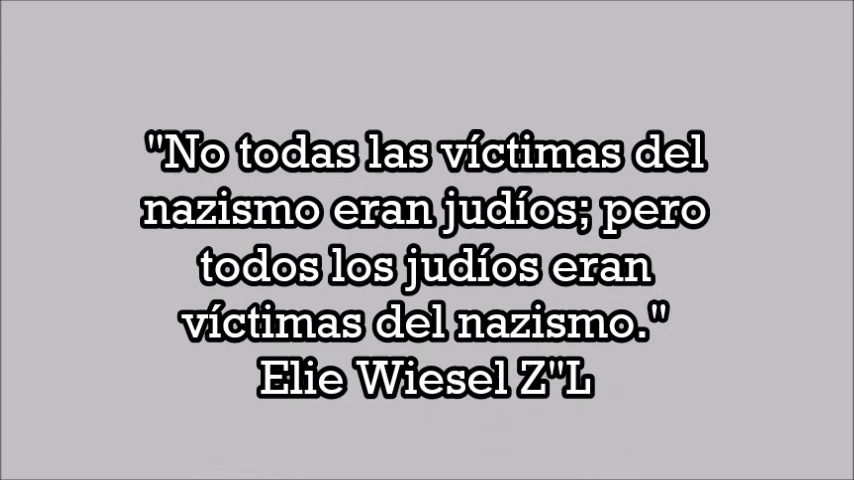 "No todas las víctimas del
nazismo eran judíos; pero
todos los judíos eran
víctimas del nazismo."
Elie Wiesel Z"L